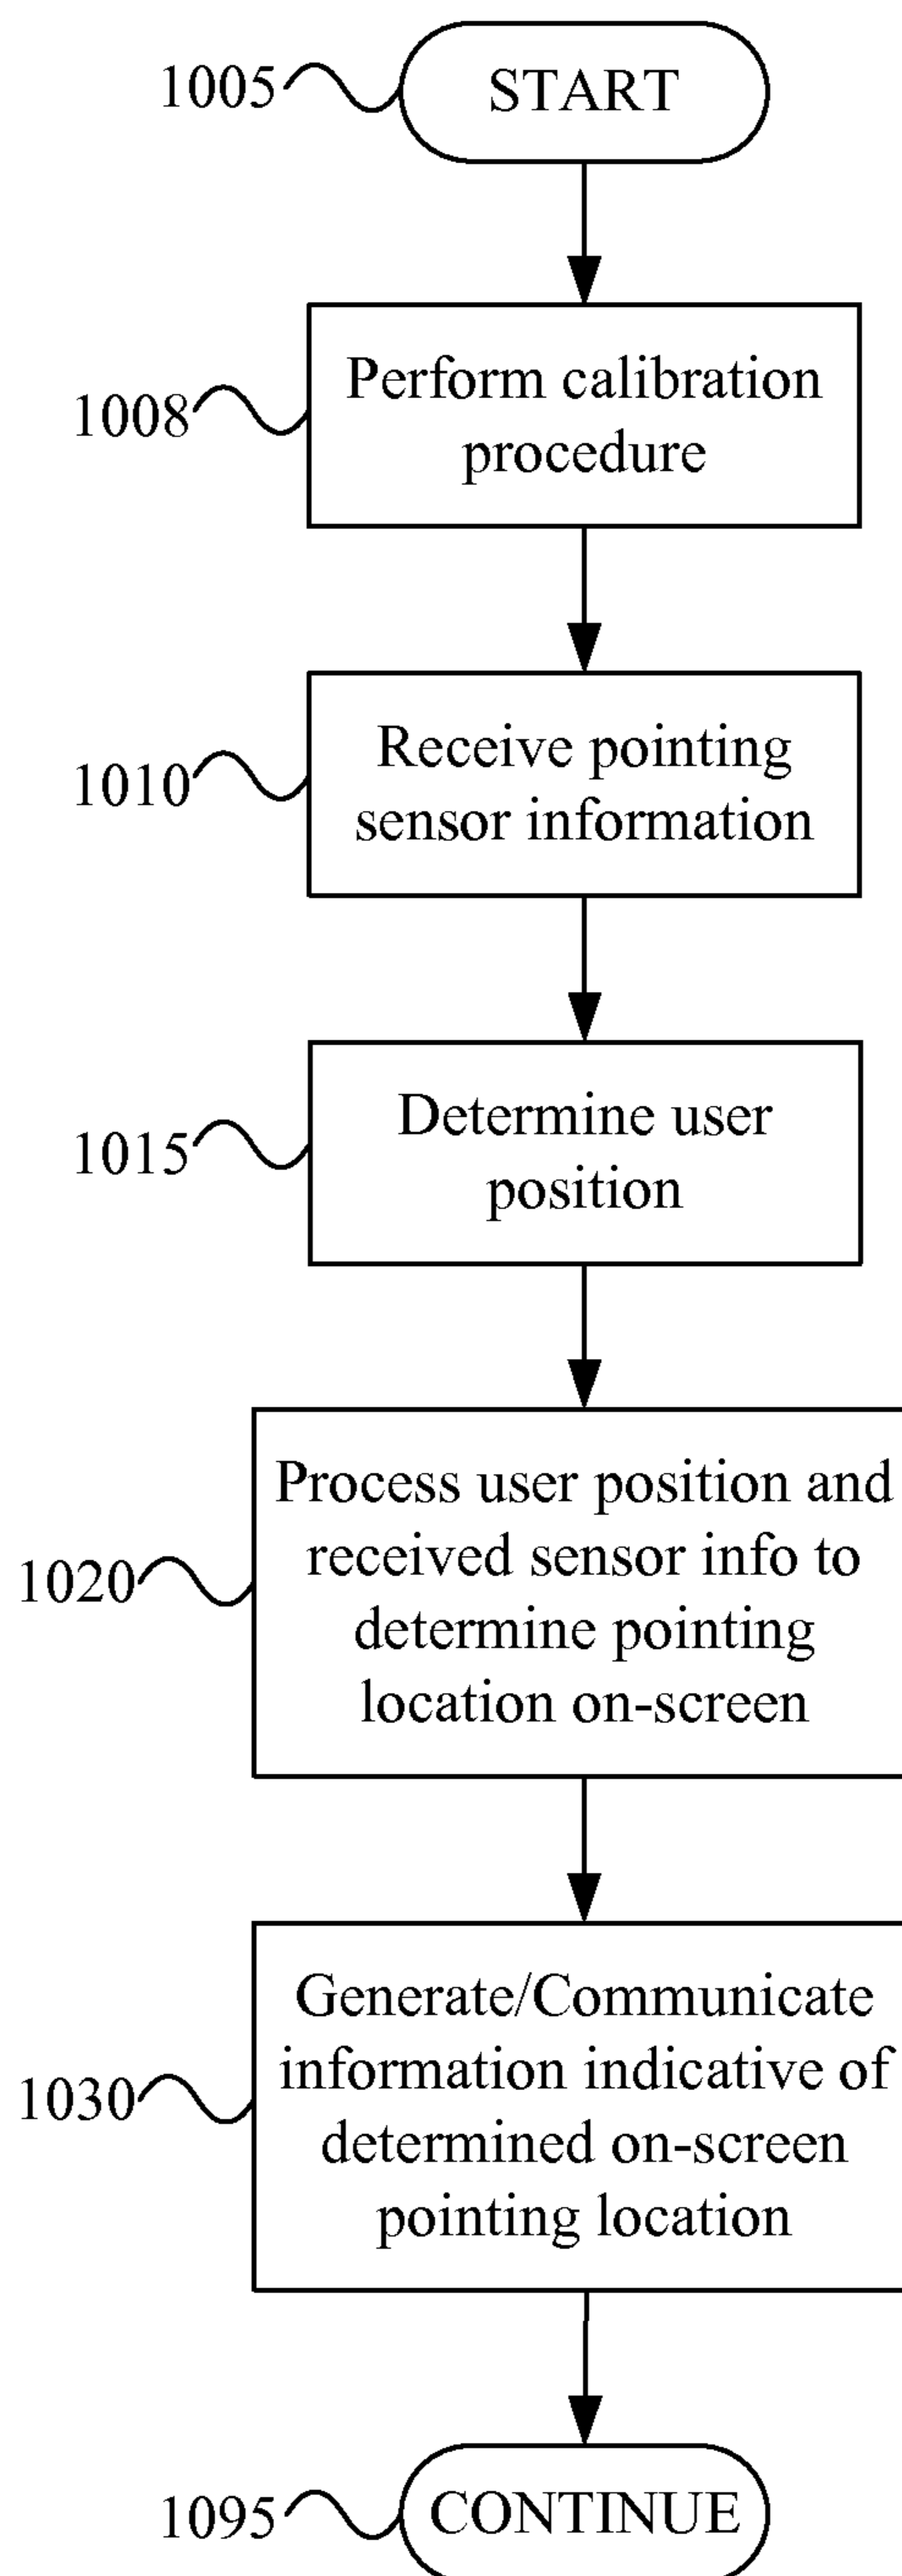 1005
START
1008
Perform calibration
procedure
1010
Receive pointing
sensor information
1015
Determine user
position
1020
Process user position and
received sensor info to
determine pointing
location on-screen
1030
Generate/Communicate
information indicative of
determined on-screen
pointing location
1095
CONTINUE